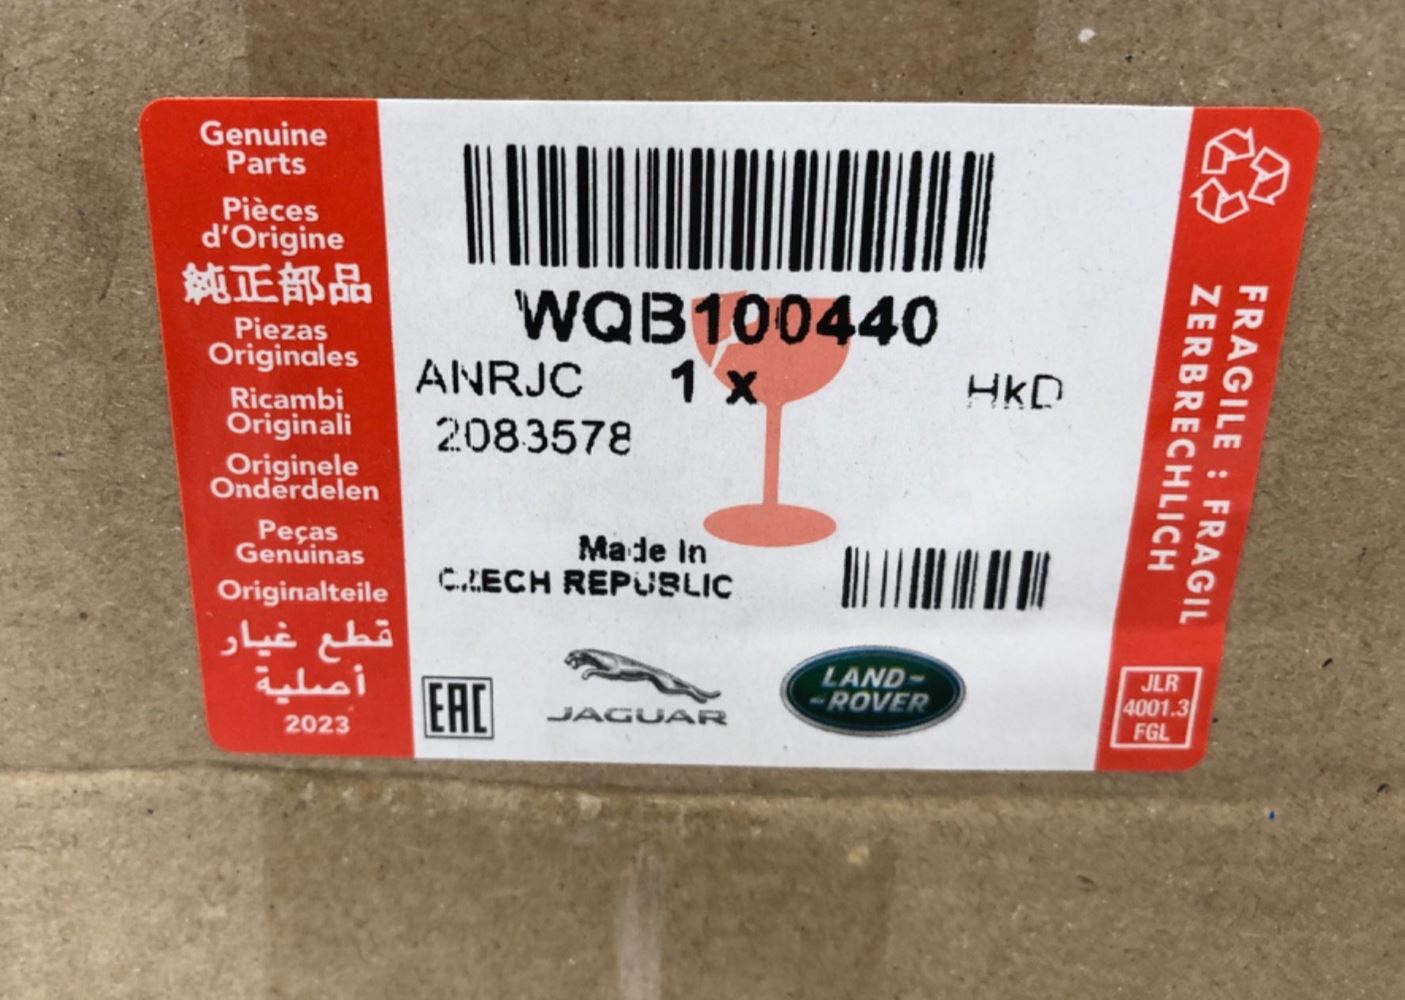 Genuine
Parts
Pièces
d'Origine
純正部品
Piezas
Originales
Ricambi
Originali
Originele
Onderdelen
Peças
Genuinas
Originalteile
قطع غيار
أصلية
2023
WQB100440
ANRJC 1 x HkD
2083578
Made In
CZECH REPUBLIC
EAC
JAGUAR
LAND-
-ROVER
FRAGILE : FRAGIL
ZERBRECHLICH
JLR
4001.3
FGL